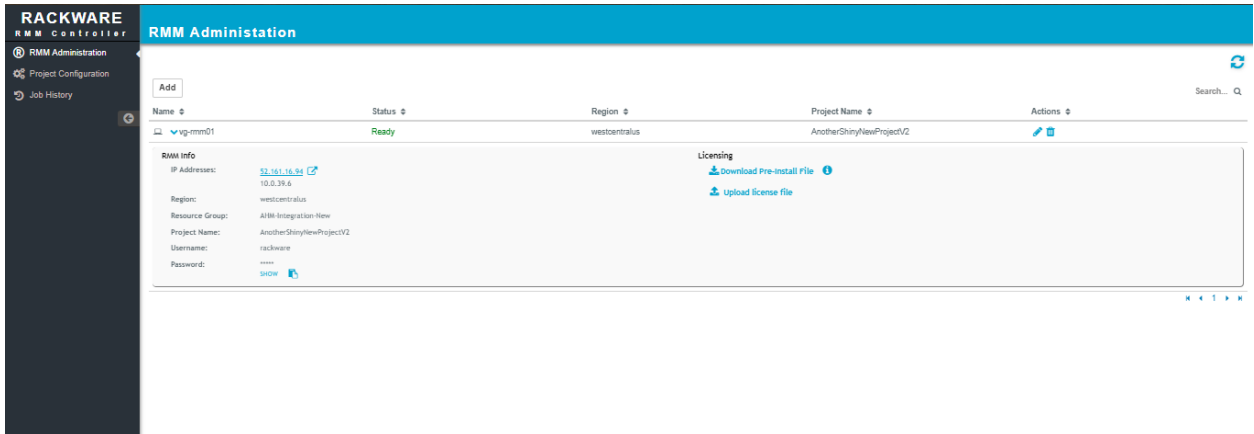 RACKWARE
RMM Controller
RMM Administation
RMM Administration
Project Configuration
Job History
Add
Search...
Name Status Region Project Name Actions
vg-rmm01 Ready westcentralus AnotherShinyNewProjectV2
RMM Info
IP Addresses: 52.161.16.94
10.0.39.6
Region: westcentralus
Resource Group: AHM-Integration-New
Project Name: AnotherShinyNewProjectV2
Username: rackware
Password: *****
SHOW
Licensing
Download Pre-Install File
Upload license file
1